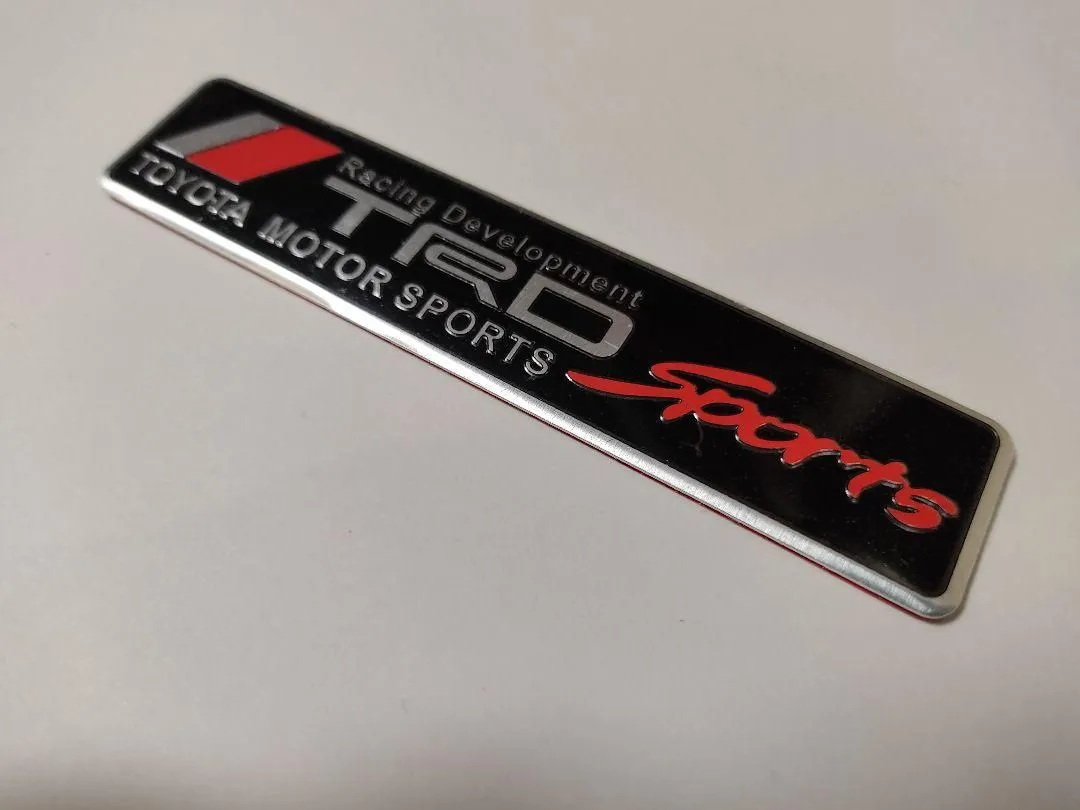 Racing Development
TRD
TOYOTA MOTOR SPORTS
Sports